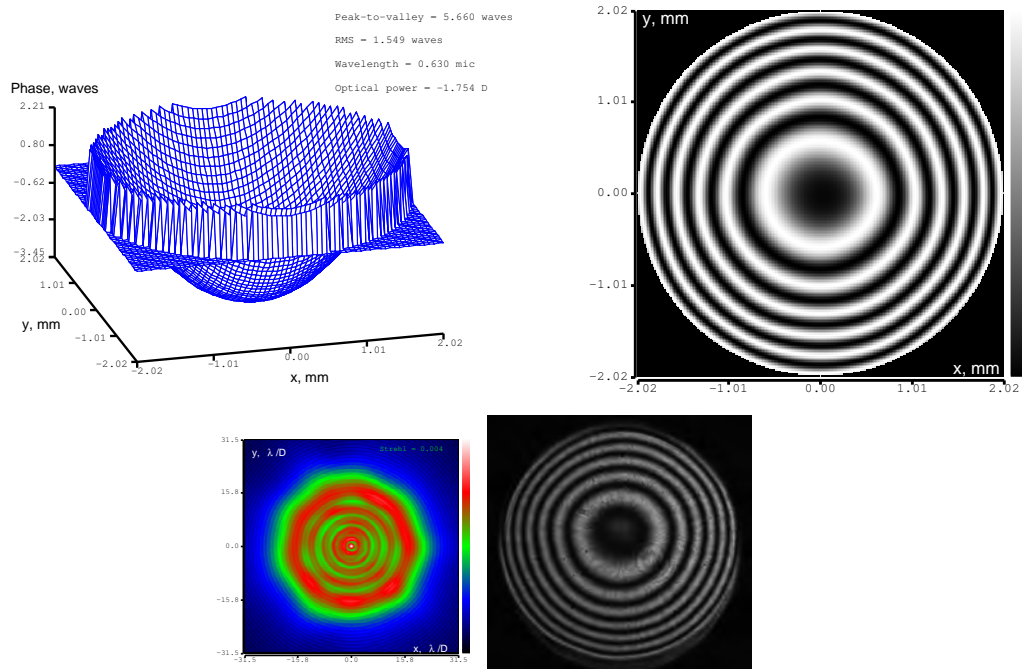 Peak-to-valley = 5.660 waves
RMS = 1.549 waves
Wavelength = 0.630 mic
Optical power = -1.754 D
Phase, waves
2.21
0.80
-0.62
-2.03
-3.45
2.02
1.01
0.00
-1.01
-2.02
y, mm
-2.02
-1.01
0.00
1.01
2.02
x, mm
2.02
y, mm
1.01
0.00
-1.01
-2.02
x, mm
-2.02
-1.01
0.00
1.01
2.02
31.5
y, λ/D
Strehl = 0.004
15.8
0.0
-15.8
-31.5
x, λ/D
-31.5
-15.8
0.0
15.8
31.5